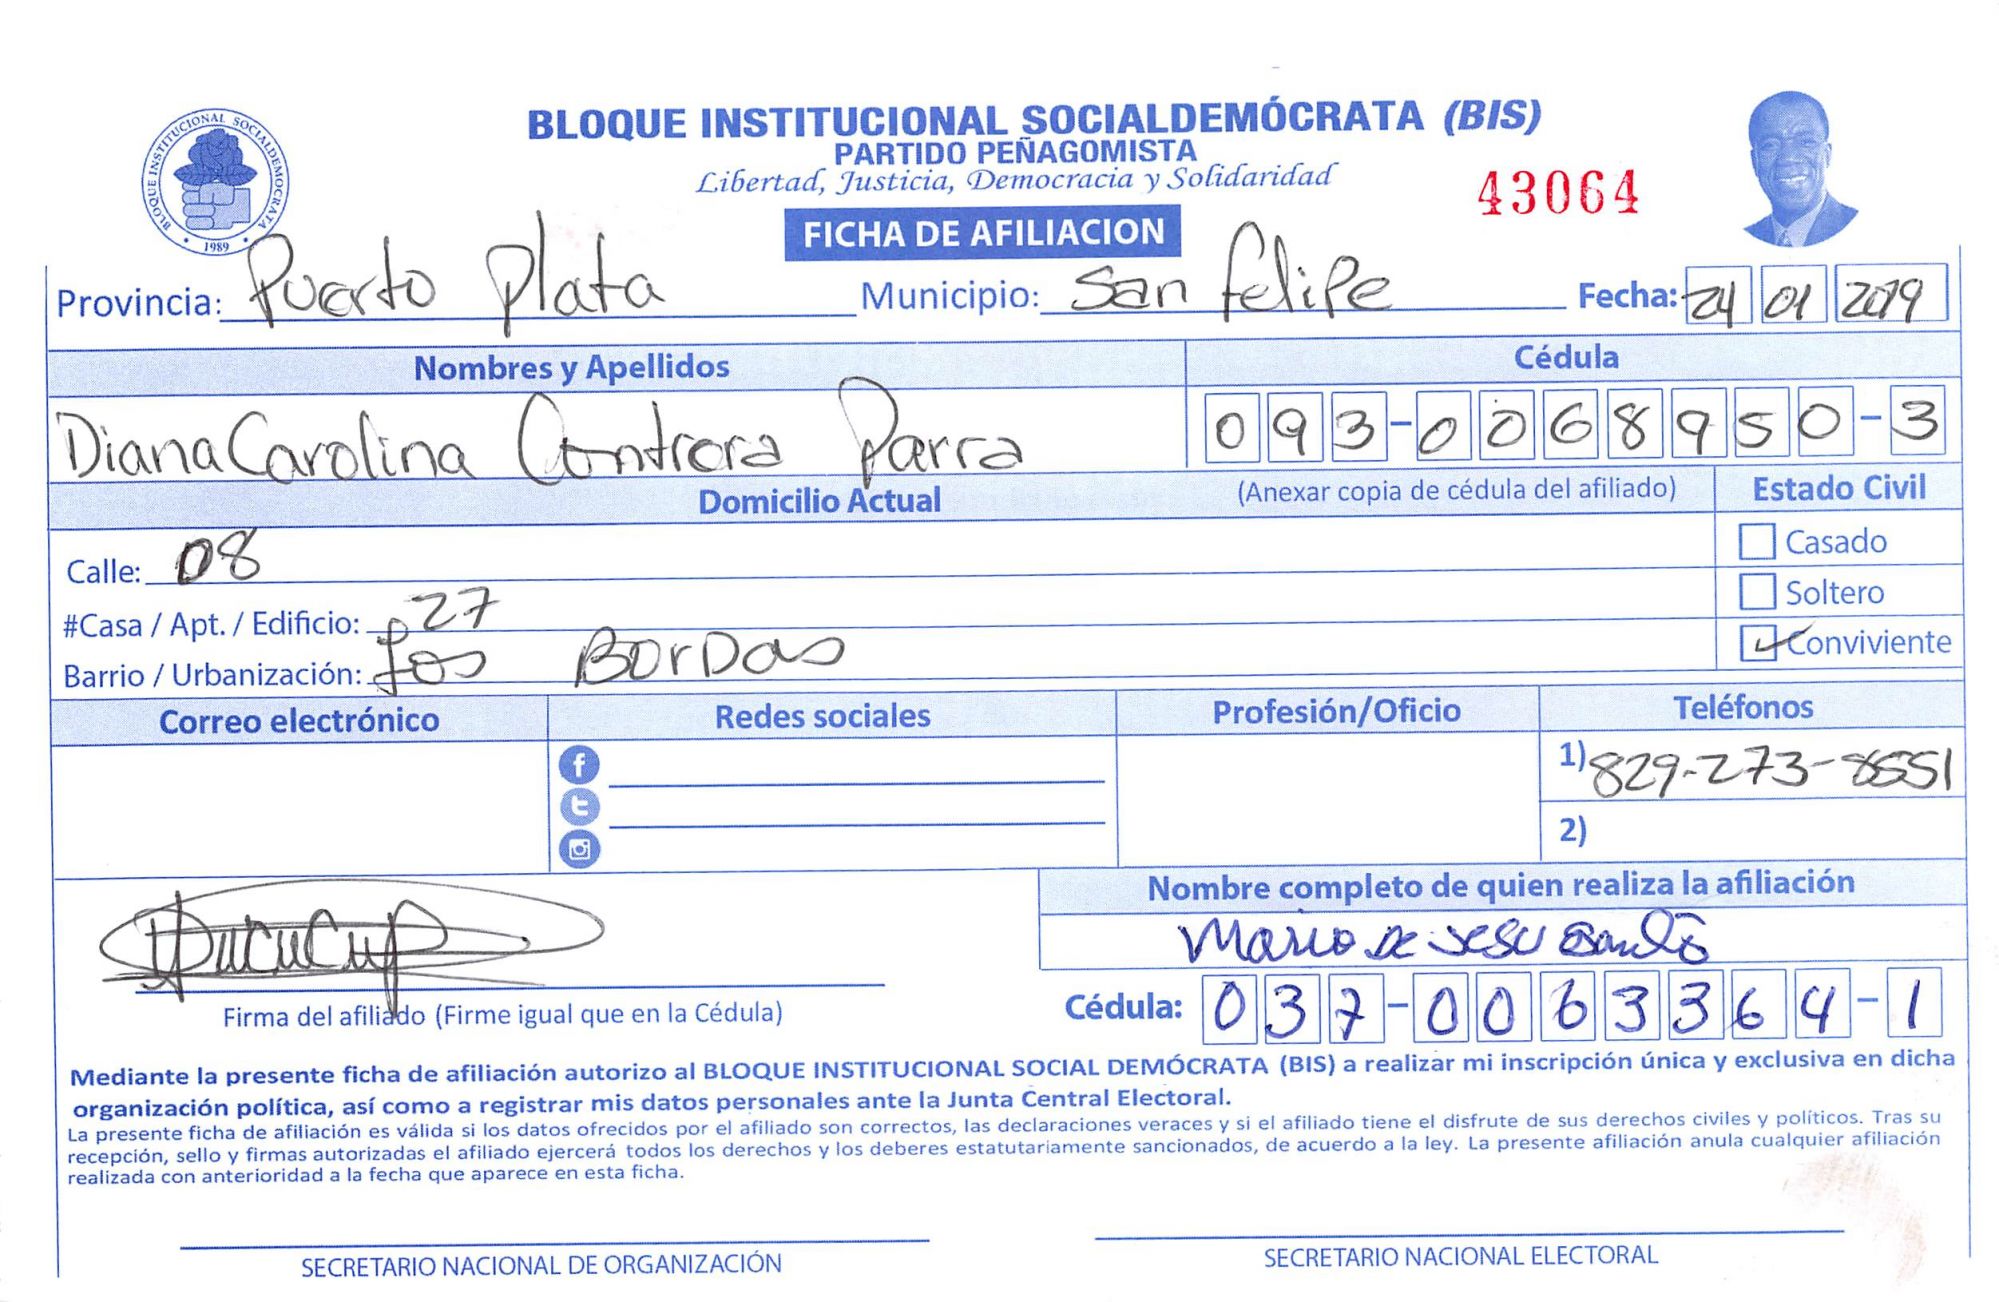 BLOQUE INSTITUCIONAL SOCIALDEMÓCRATA (BIS)
PARTIDO PEÑAGOMISTA
Libertad, Justicia, Democracia y Solidaridad
BLOQUE INSTITUCIONAL SOCIALDEMOCRATA
1989
43064
FICHA DE AFILIACION
Provincia: Puerto Plata Municipio: San Felipe Fecha: 24 01 2019
Nombres y Apellidos Cédula
Diana Carolina Contrera Parra 093-0068950-3
Domicilio Actual (Anexar copia de cédula del afiliado) Estado Civil
Calle: 08 Casado
#Casa / Apt. / Edificio: 27 Soltero
Barrio / Urbanización: Los Bordas Conviviente
Correo electrónico Redes sociales Profesión/Oficio Teléfonos
1) 829-273-8551
2)
Nombre completo de quien realiza la afiliación
Mario De Jesu
Firma del afiliado (Firme igual que en la Cédula) Cédula: 037-0063364-1
Mediante la presente ficha de afiliación autorizo al BLOQUE INSTITUCIONAL SOCIAL DEMÓCRATA (BIS) a realizar mi inscripción única y exclusiva en dicha
organización política, así como a registrar mis datos personales ante la Junta Central Electoral.
La presente ficha de afiliación es válida si los datos ofrecidos por el afiliado son correctos, las declaraciones veraces y si el afiliado tiene el disfrute de sus derechos civiles y políticos. Tras su
recepción, sello y firmas autorizadas el afiliado ejercerá todos los derechos y los deberes estatutariamente sancionados, de acuerdo a la ley. La presente afiliación anula cualquier afiliación
realizada con anterioridad a la fecha que aparece en esta ficha.
SECRETARIO NACIONAL DE ORGANIZACIÓN SECRETARIO NACIONAL ELECTORAL